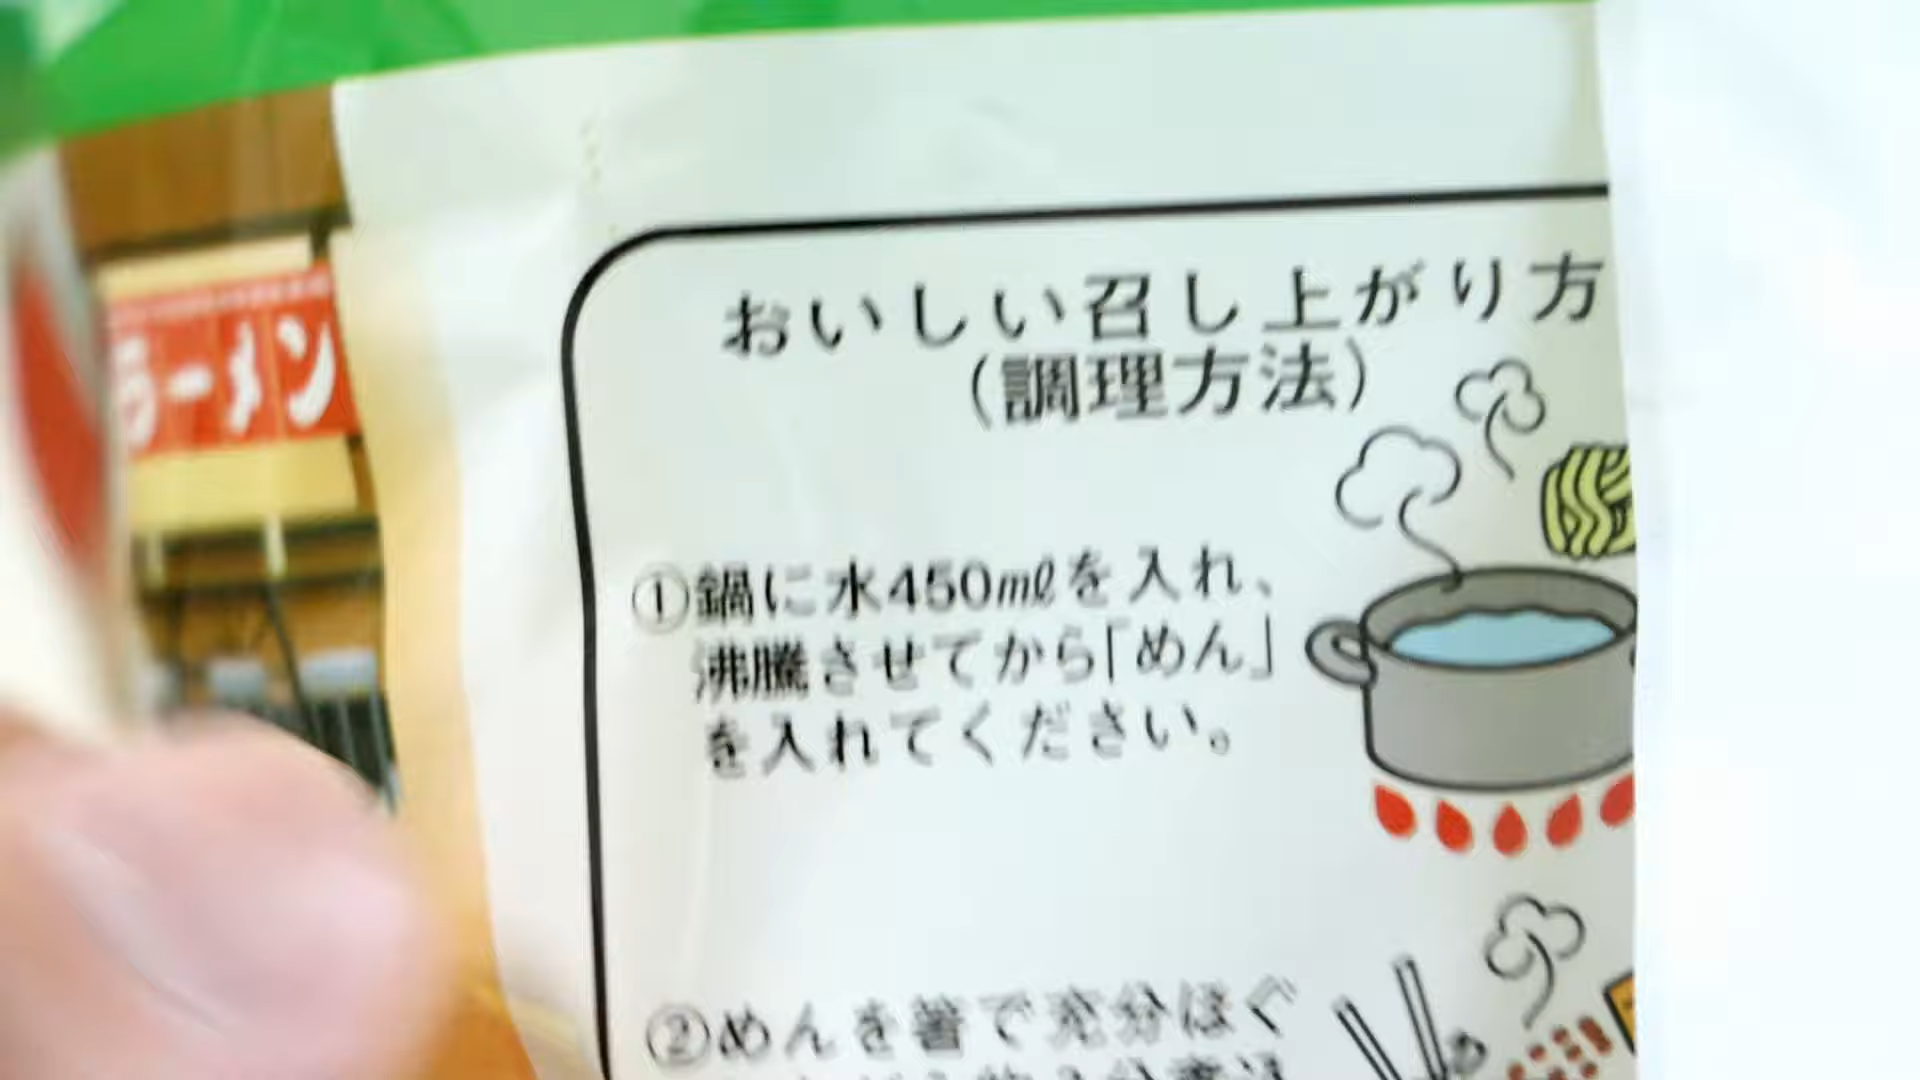 ラーメン
おいしい召し上がり方
（調理方法）
①鍋に水450mℓを入れ、
沸騰させてから「めん」
を入れてください。
②めんを箸で充分ほぐ